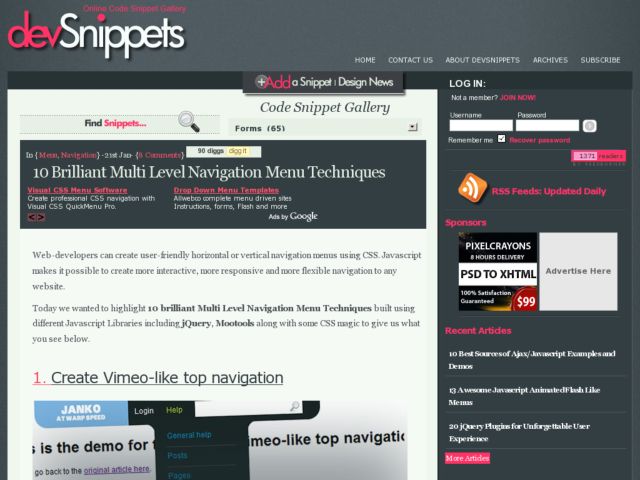 Online Code Snippet Gallery
devSnippets
HOME CONTACT US ABOUT DEVSNIPPETS ARCHIVES SUBSCRIBE
Add a Snippet | Design News
Find Snippets...
Code Snippet Gallery
Forms (65)
In { Menu, Navigation} -21st Jan- {8 Comments}
90 diggs digg it
10 Brilliant Multi Level Navigation Menu Techniques
Visual CSS Menu Software
Create professional CSS navigation with
Visual CSS QuickMenu Pro.
Drop Down Menu Templates
Allwebco complete menu driven sites
Instructions, forms, Flash and more
< >
Ads by Google
Web-developers can create user-friendly horizontal or vertical navigation menus using CSS. Javascript
makes it possible to create more interactive, more responsive and more flexible navigation to any
website.
Today we wanted to highlight 10 brilliant Multi Level Navigation Menu Techniques built using
different Javascript Libraries including jQuery, Mootools along with some CSS magic to give us what
you see below.
1. Create Vimeo-like top navigation
JANKO
AT WARP SPEED
Login Help
s is the demo for
imeo-like top navigatio
go back to the original article here.
Google help
Posts
Pages
LOG IN:
Not a member? JOIN NOW!
Username Password
Remember me Recover password
1371 readers
BY FEEDBURNER
RSS Feeds: Updated Daily
Sponsors
PIXELCRAYONS
8 HOURS DELIVERY
PSD TO XHTML
100% Satisfaction
Guaranteed
$99
Advertise Here
Recent Articles
10 Best Sources of Ajax/Javascript Examples and
Demos
13 Awesome Javascript Animated Flash Like
Menus
20 jQuery Plugins for Unforgettable User
Experience
More Articles